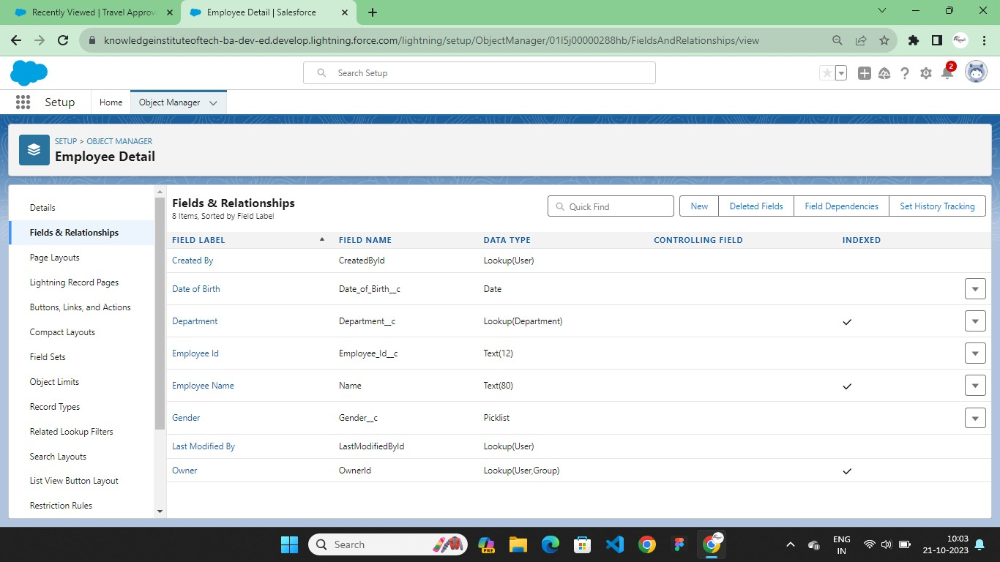 Recently Viewed | Travel Approv
Employee Detail | Salesforce
knowledgeinstituteoftech-ba-dev-ed.develop.lightning.force.com/lightning/setup/ObjectManager/01I5j00000288hb/FieldsAndRelationships/view
Search Setup
2
Setup
Home
Object Manager
SETUP > OBJECT MANAGER
Employee Detail
Details
Fields & Relationships
Page Layouts
Lightning Record Pages
Buttons, Links, and Actions
Compact Layouts
Field Sets
Object Limits
Record Types
Related Lookup Filters
Search Layouts
List View Button Layout
Restriction Rules
Fields & Relationships
8 Items, Sorted by Field Label
Quick Find
New
Deleted Fields
Field Dependencies
Set History Tracking
FIELD LABEL FIELD NAME DATA TYPE CONTROLLING FIELD INDEXED
Created By CreatedById Lookup(User)
Date of Birth Date_of_Birth__c Date
Department Department__c Lookup(Department)
Employee Id Employee_Id__c Text(12)
Employee Name Name Text(80)
Gender Gender__c Picklist
Last Modified By LastModifiedById Lookup(User)
Owner OwnerId Lookup(User,Group)
Search
PRE
ENG
IN
10:03
21-10-2023